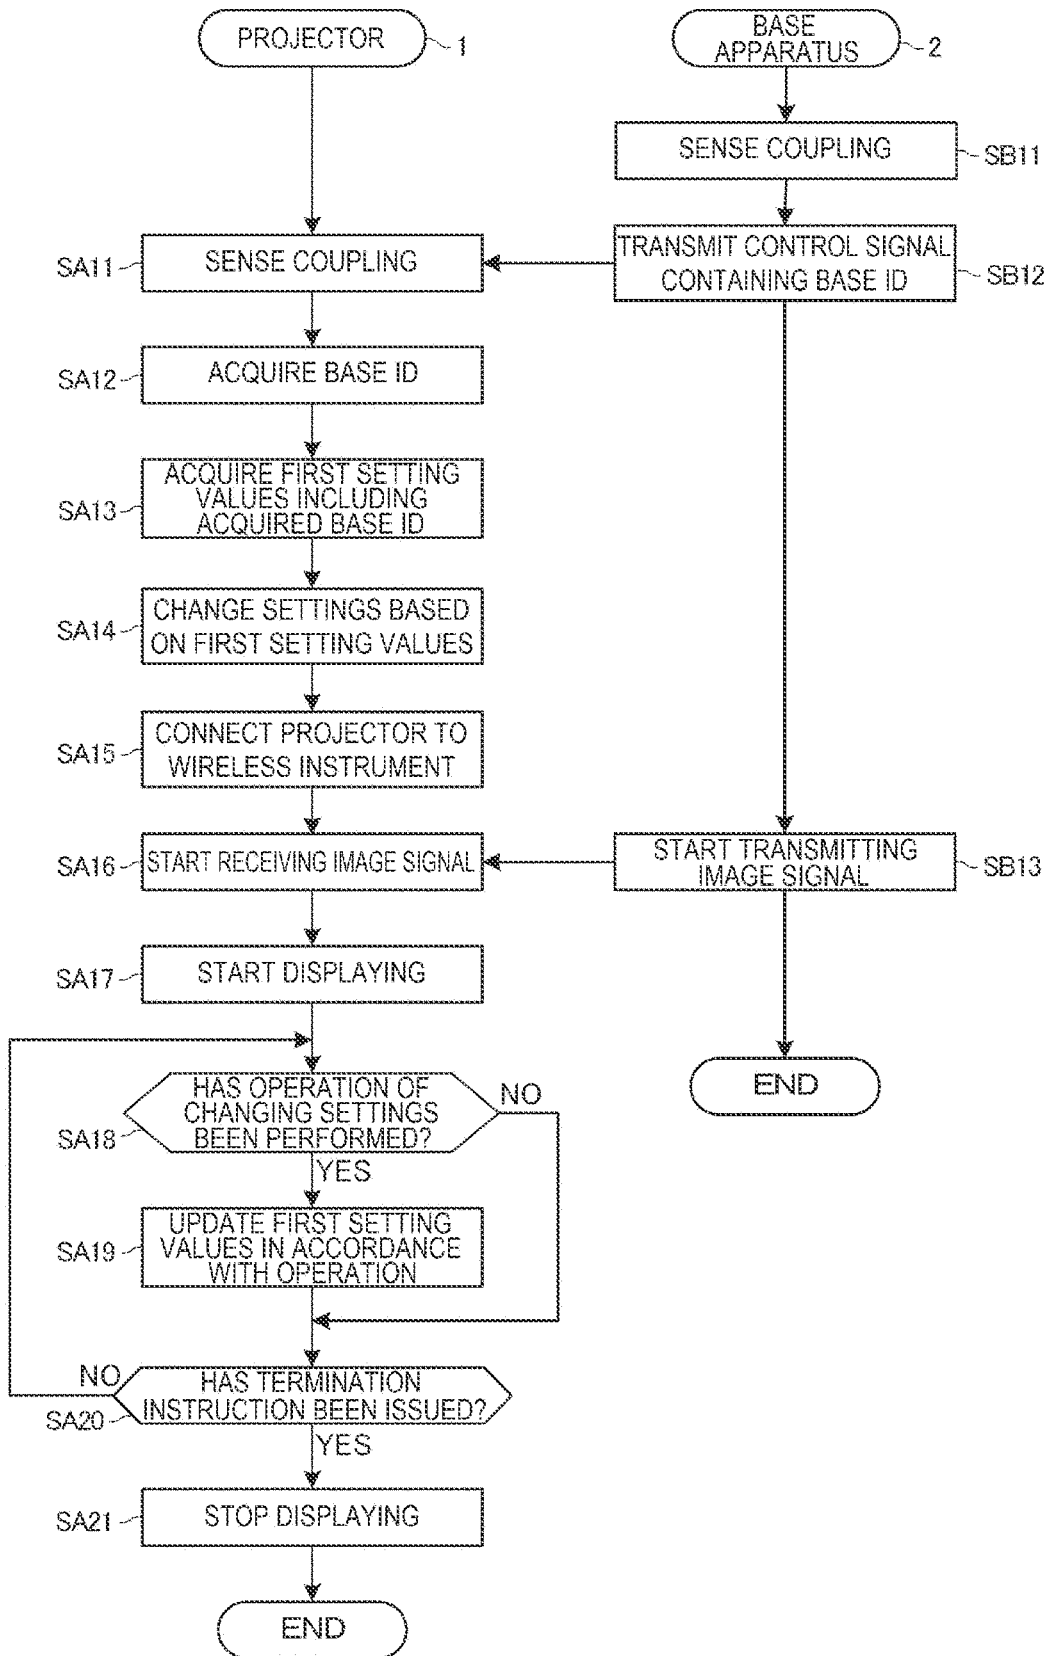 PROJECTOR
1
BASE
APPARATUS
2
SENSE COUPLING
SB11
SA11
SENSE COUPLING
TRANSMIT CONTROL SIGNAL
CONTAINING BASE ID
SB12
SA12
ACQUIRE BASE ID
SA13
ACQUIRE FIRST SETTING
VALUES INCLUDING
ACQUIRED BASE ID
SA14
CHANGE SETTINGS BASED
ON FIRST SETTING VALUES
SA15
CONNECT PROJECTOR TO
WIRELESS INSTRUMENT
SA16
START RECEIVING IMAGE SIGNAL
START TRANSMITTING
IMAGE SIGNAL
SB13
SA17
START DISPLAYING
END
SA18
HAS OPERATION OF
CHANGING SETTINGS
BEEN PERFORMED?
NO
YES
SA19
UPDATE FIRST SETTING
VALUES IN ACCORDANCE
WITH OPERATION
NO
SA20
HAS TERMINATION
INSTRUCTION BEEN ISSUED?
YES
SA21
STOP DISPLAYING
END